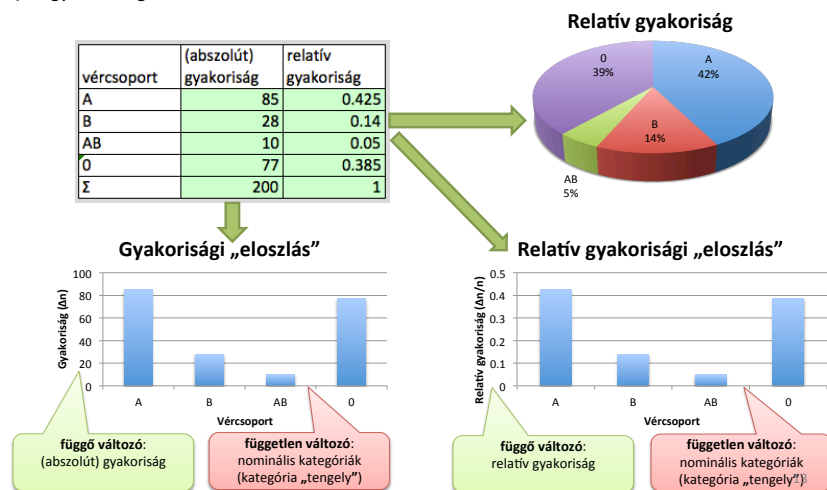 Relatív gyakoriság
vércsoport (abszolút) gyakoriság relatív gyakoriság
A 85 0.425
B 28 0.14
AB 10 0.05
0 77 0.385
Σ 200 1
0
39%
A
42%
B
14%
AB
5%
Gyakorisági „eloszlás”
Gyakoriság (Δn)
100
80
60
40
20
0
A B AB 0
Vércsoport
függő változó:
(abszolút) gyakoriság
független változó:
nominális kategóriák
(kategória „tengely”)
Relatív gyakorisági „eloszlás”
Relatív gyakoriság (Δn/n)
0.5
0.4
0.3
0.2
0.1
0
A B AB 0
Vércsoport
függő változó:
relatív gyakoriság
független változó:
nominális kategóriák
(kategória „tengely”)